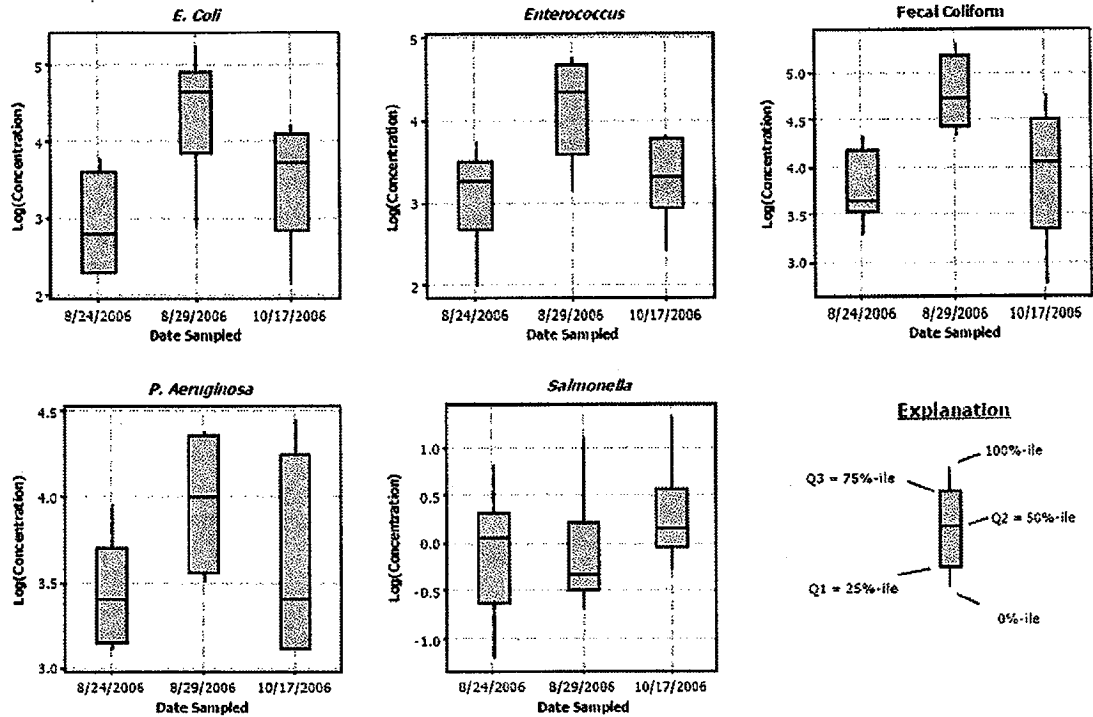 E. Coli
Log(Concentration)
5
4
3
2
8/24/2006 8/29/2006 10/17/2006
Date Sampled
Enterococcus
Log(Concentration)
5
4
3
2
8/24/2006 8/29/2006 10/17/2006
Date Sampled
Fecal Coliform
Log(Concentration)
5.0
4.5
4.0
3.5
3.0
8/24/2006 8/29/2006 10/17/2006
Date Sampled
P. Aeruginosa
Log(Concentration)
4.5
4.0
3.5
3.0
8/24/2006 8/29/2006 10/17/2006
Date Sampled
Salmonella
Log(Concentration)
1.0
0.5
0.0
-0.5
-1.0
8/24/2006 8/29/2006 10/17/2006
Date Sampled
Explanation
100%-ile
Q3 = 75%-ile
Q2 = 50%-ile
Q1 = 25%-ile
0%-ile